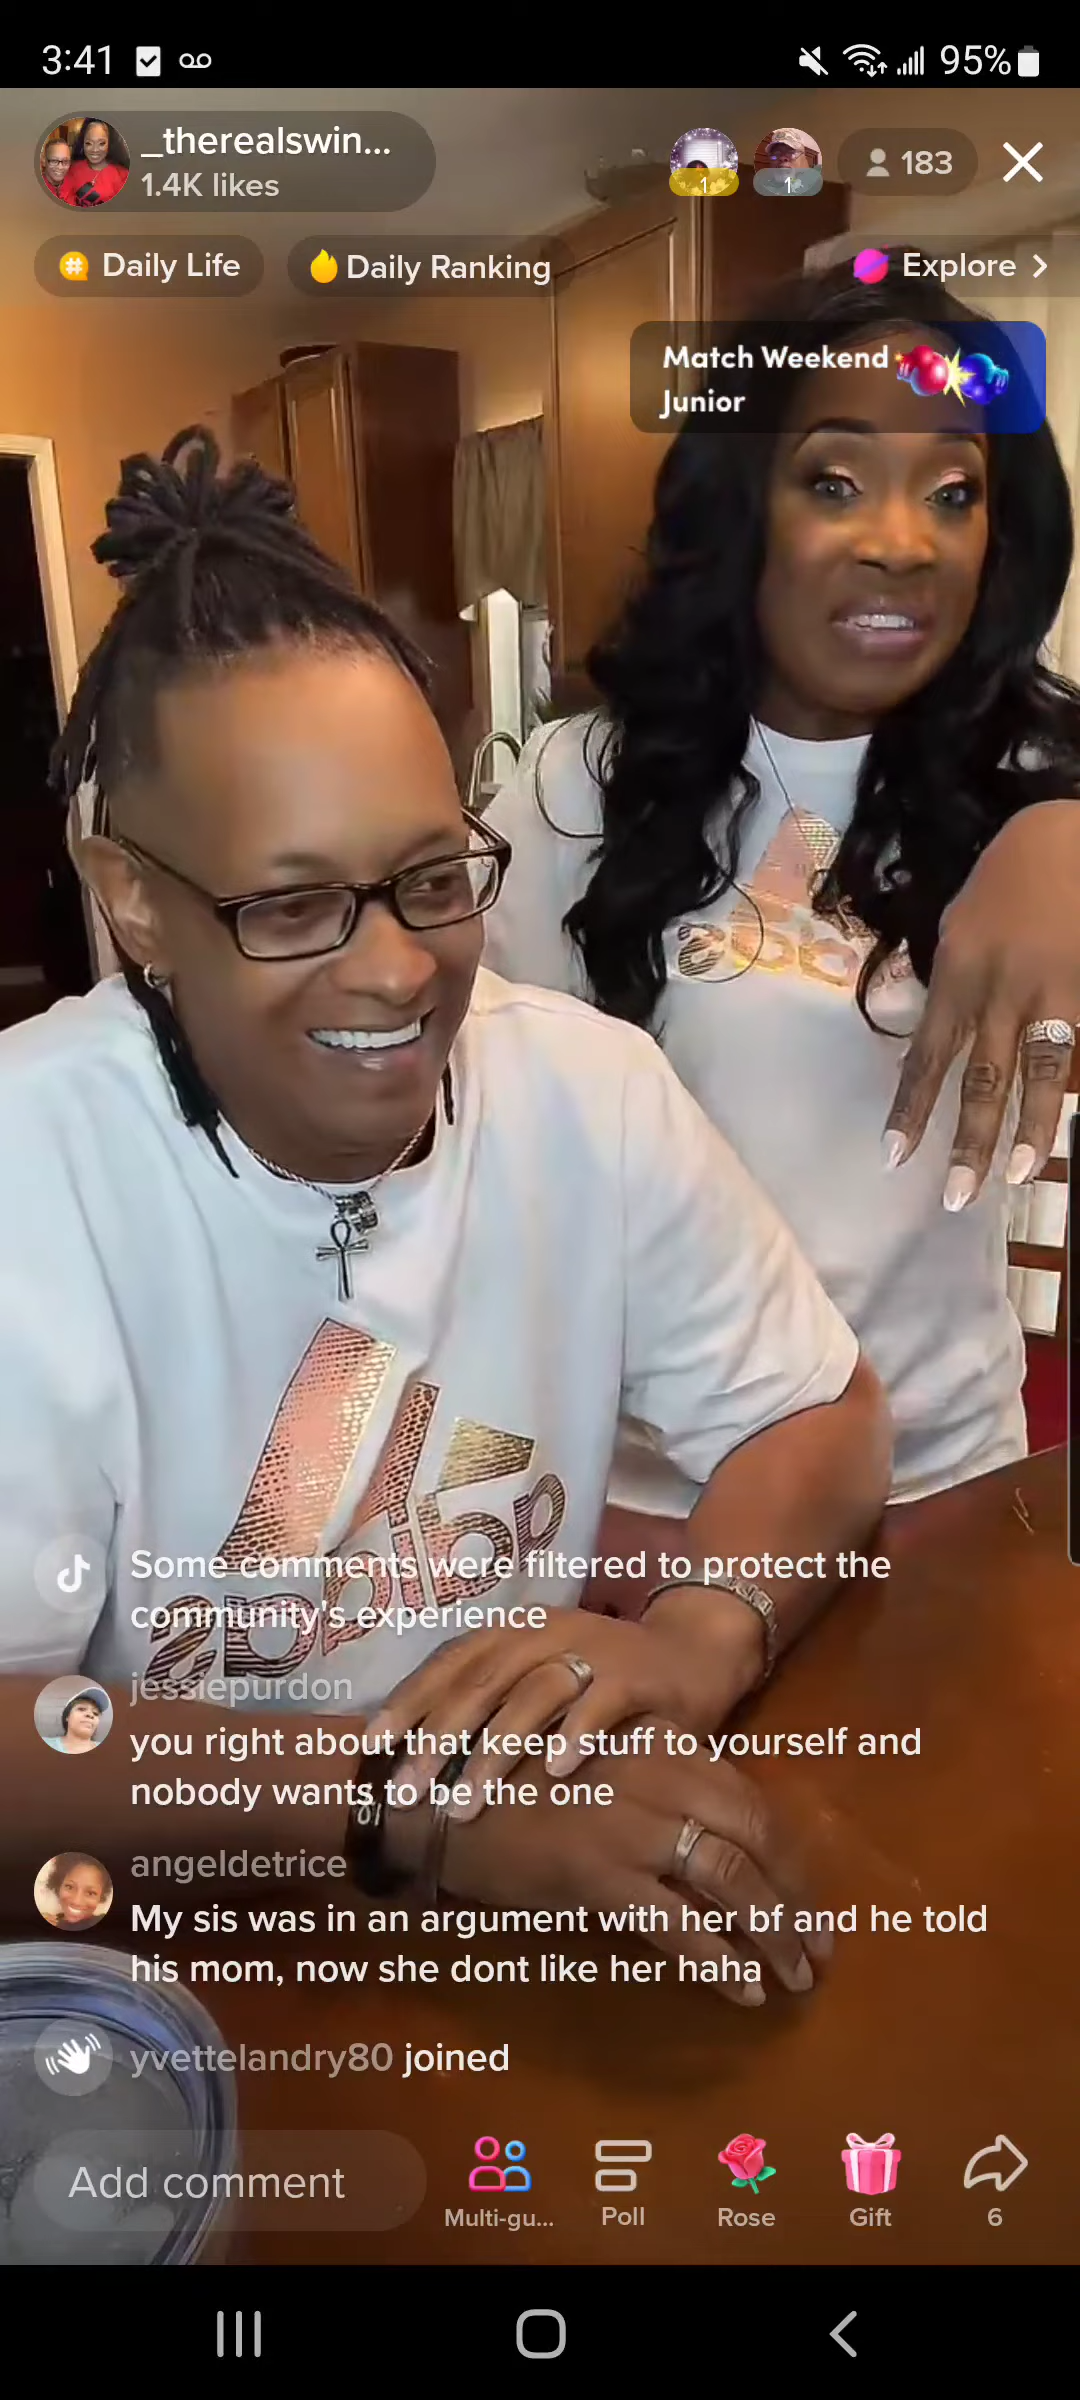 3:41
95%
_therealswin...
1.4K likes
1
1
183
Daily Life
Daily Ranking
Explore >
Match Weekend
Junior
adidas
adidas
Some comments were filtered to protect the
community's experience
jessiepurdon
you right about that keep stuff to yourself and
nobody wants to be the one
angeldetrice
My sis was in an argument with her bf and he told
his mom, now she dont like her haha
yvettelandry80 joined
Add comment
Multi-gu...
Poll
Rose
Gift
6